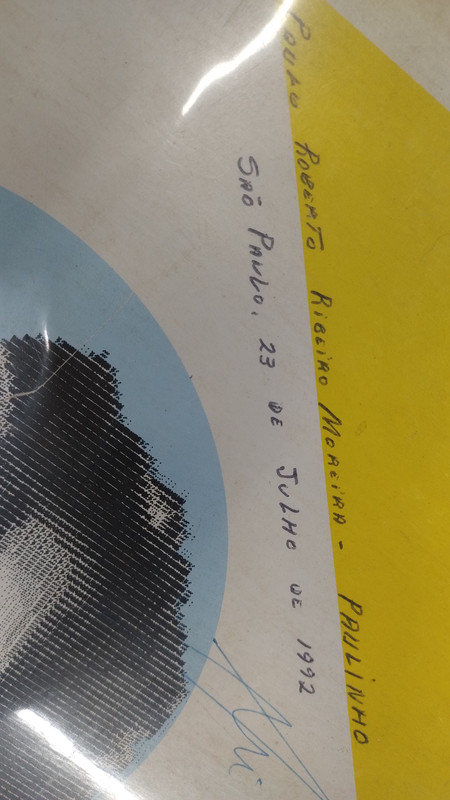 PAULO ROBERTO RIBEIRO MOREIRA - PAULINHO
SÃO PAULO, 23 DE JULHO DE 1992